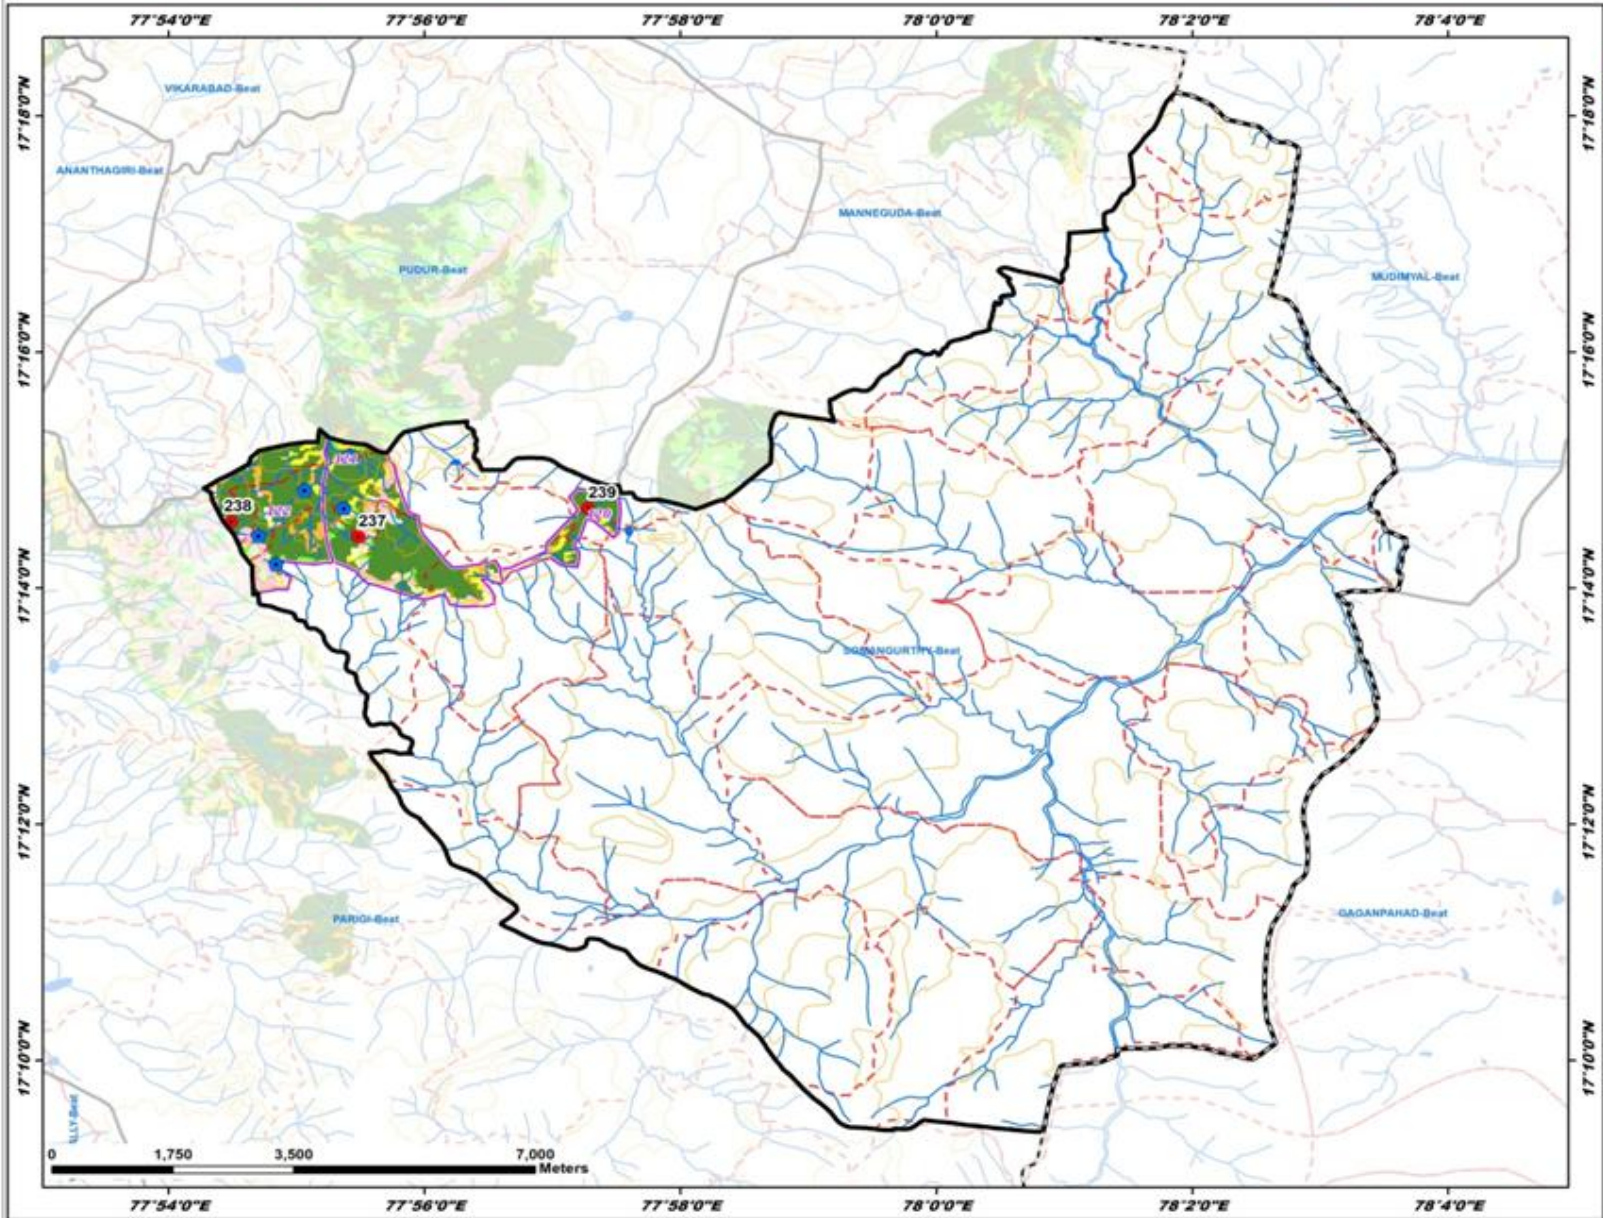 77°54'0"E 77°56'0"E 77°58'0"E 78°0'0"E 78°2'0"E 78°4'0"E
17°18'0"N
17°18'0"N
VIKARABAD-Beat
ANANTHAGIRI-Beat
MANNEGUDA-Beat
PUDUR-Beat
MUDIMYAL-Beat
17°16'0"N
17°16'0"N
239
238
237
17°14'0"N
17°14'0"N
SOMANGURTHY-Beat
17°12'0"N
17°12'0"N
PARIGI-Beat
GAGANPAHAD-Beat
17°10'0"N
17°10'0"N
LLY-Beat
0 1,750 3,500 7,000
Meters
77°54'0"E 77°56'0"E 77°58'0"E 78°0'0"E 78°2'0"E 78°4'0"E